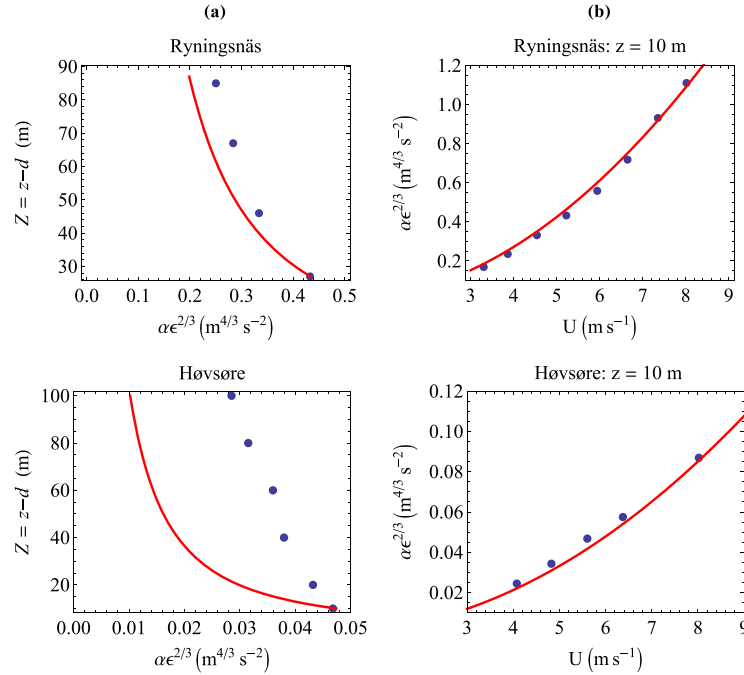 (a)
(b)
Ryningsnäs
90
80
70
60
50
40
30
Z = z−d (m)
0.0 0.1 0.2 0.3 0.4 0.5
αϵ^{2/3} (m^{4/3} s^{−2})
Ryningsnäs: z = 10 m
1.2
1.0
0.8
0.6
0.4
0.2
αϵ^{2/3} (m^{4/3} s^{−2})
3 4 5 6 7 8 9
U (m s^{−1})
Høvsøre
100
80
60
40
20
Z = z−d (m)
0.00 0.01 0.02 0.03 0.04 0.05
αϵ^{2/3} (m^{4/3} s^{−2})
Høvsøre: z = 10 m
0.12
0.10
0.08
0.06
0.04
0.02
αϵ^{2/3} (m^{4/3} s^{−2})
3 4 5 6 7 8 9
U (m s^{−1})